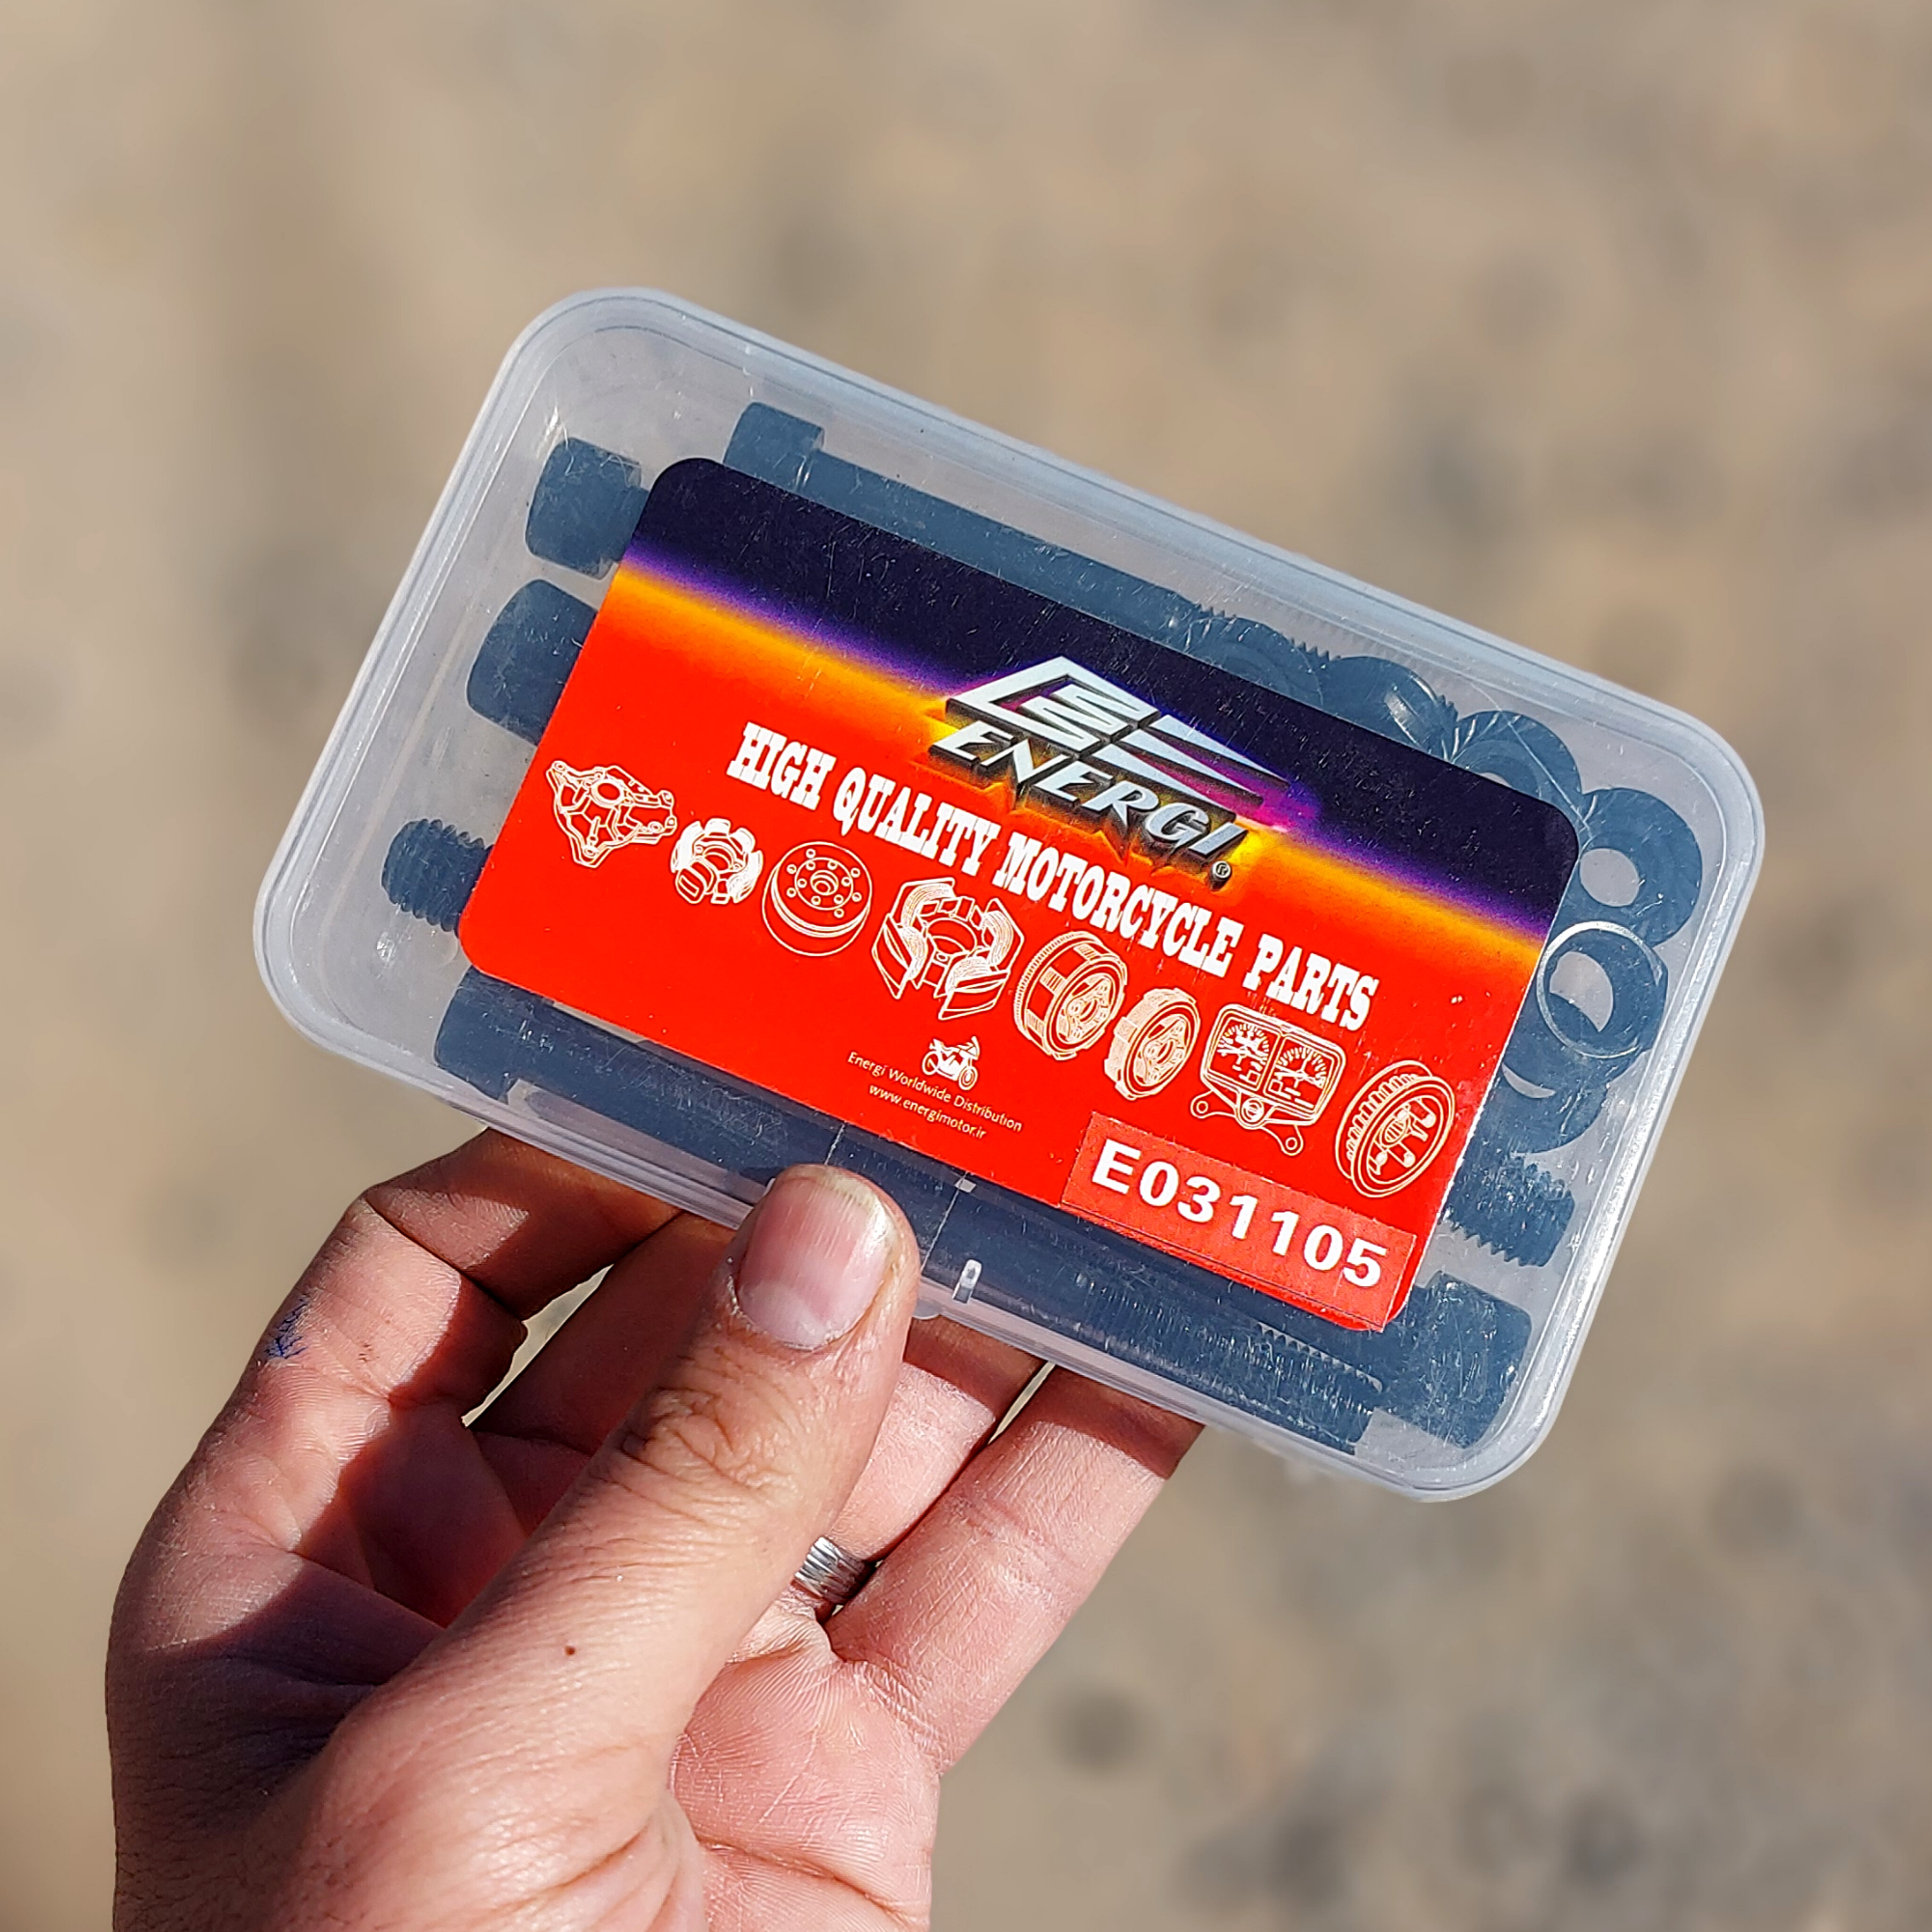 ENERGI®
HIGH QUALITY MOTORCYCLE PARTS
Energi Worldwide Distribution
www.energimotor.ir
E031105